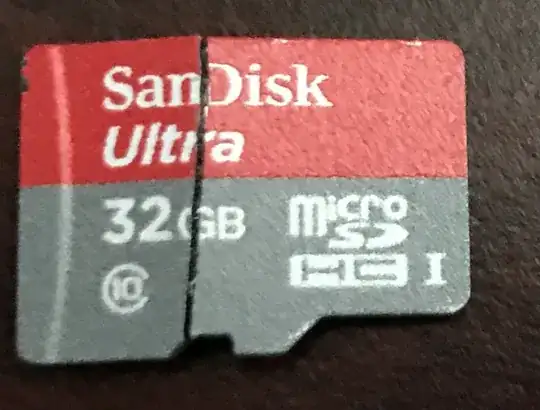 SanDisk
Ultra
32GB
micro
SD
HC I
10